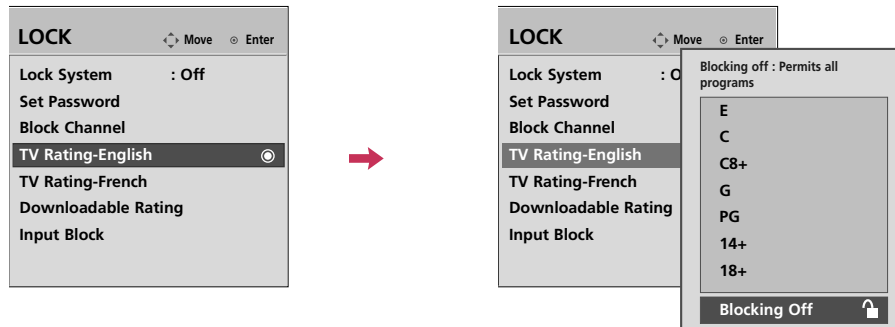 LOCK
Move Enter
Lock System : Off
Set Password
Block Channel
TV Rating-English
TV Rating-French
Downloadable Rating
Input Block
LOCK
Move Enter
Lock System : O
Set Password
Block Channel
TV Rating-English
TV Rating-French
Downloadable Rating
Input Block
Blocking off : Permits all
programs
E
C
C8+
G
PG
14+
18+
Blocking Off